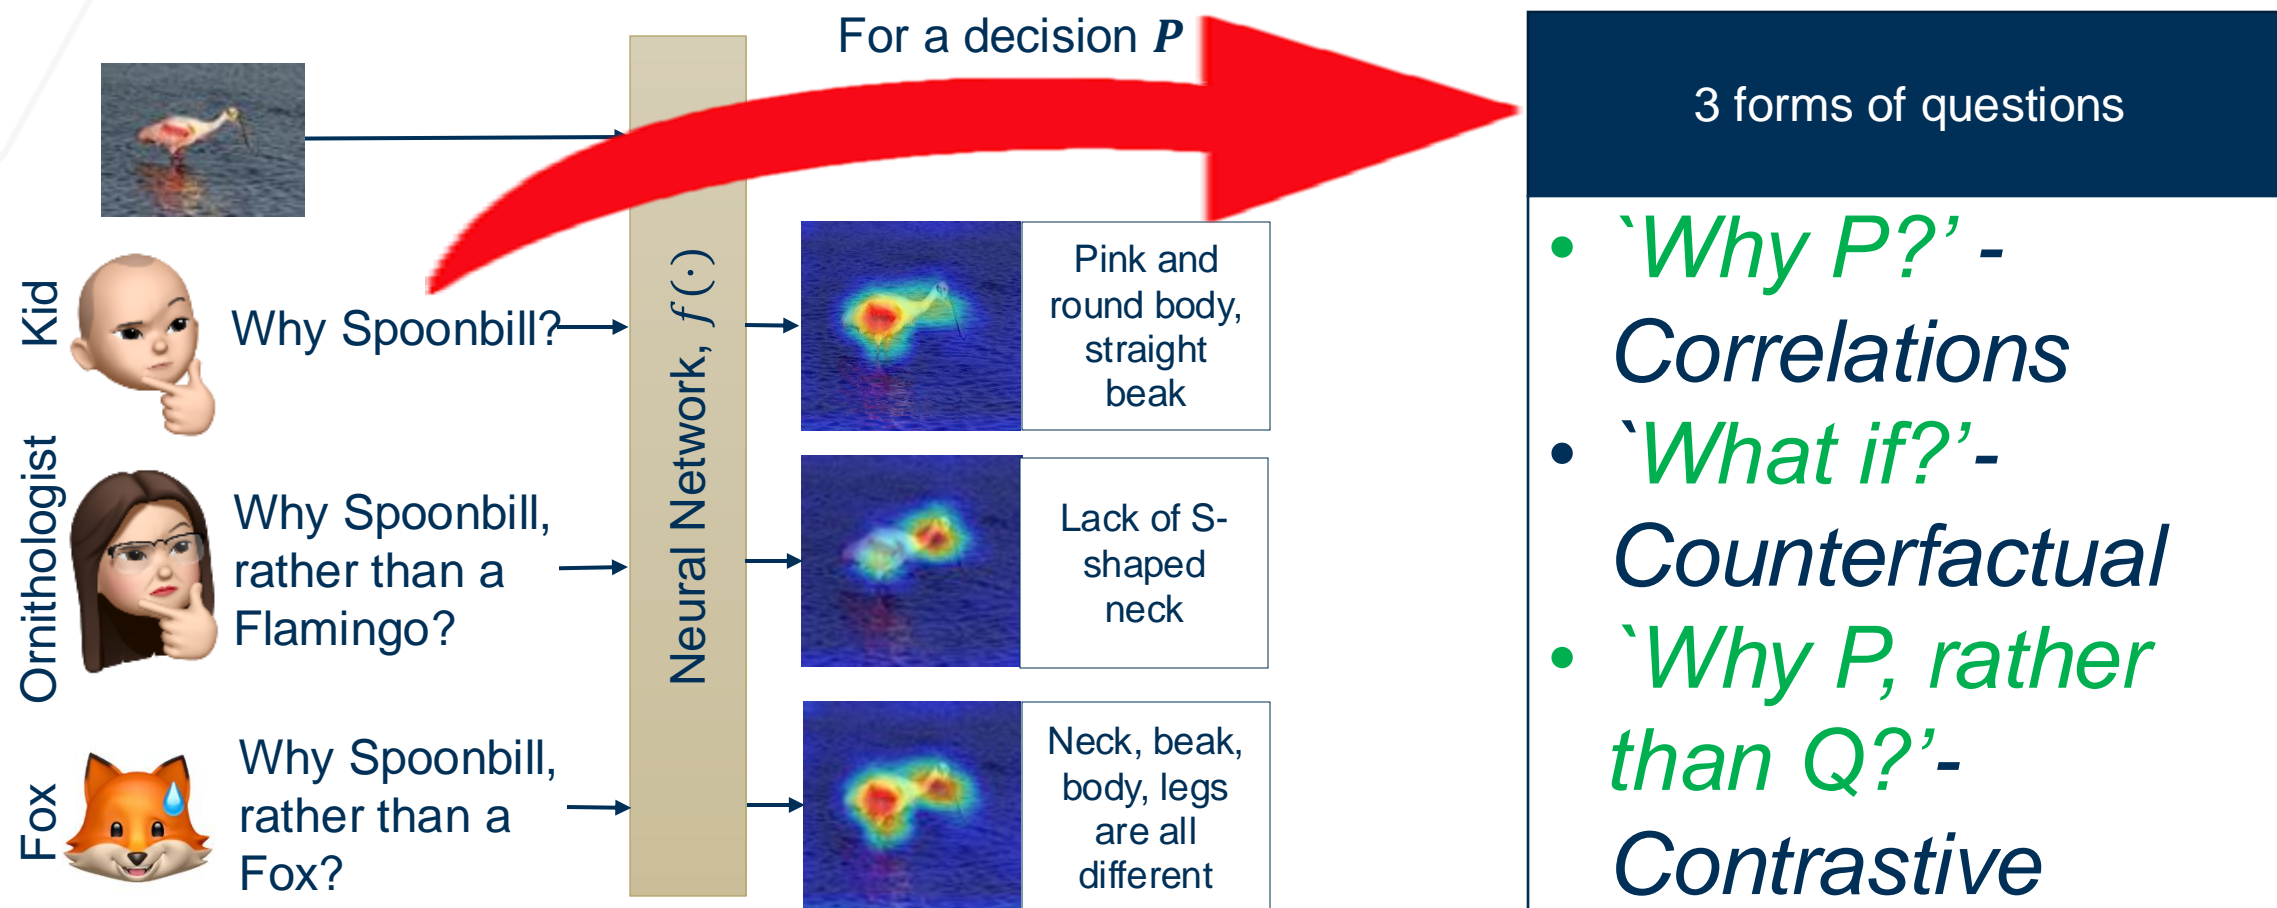 For a decision P
3 forms of questions
Kid
Why Spoonbill?
Neural Network, f(·)
Pink and
round body,
straight
beak
Ornithologist
Why Spoonbill,
rather than a
Flamingo?
Lack of S-
shaped
neck
Fox
Why Spoonbill,
rather than a
Fox?
Neck, beak,
body, legs
are all
different
• `Why P?’ -
Correlations
• `What if?’-
Counterfactual
• `Why P, rather
than Q?’-
Contrastive